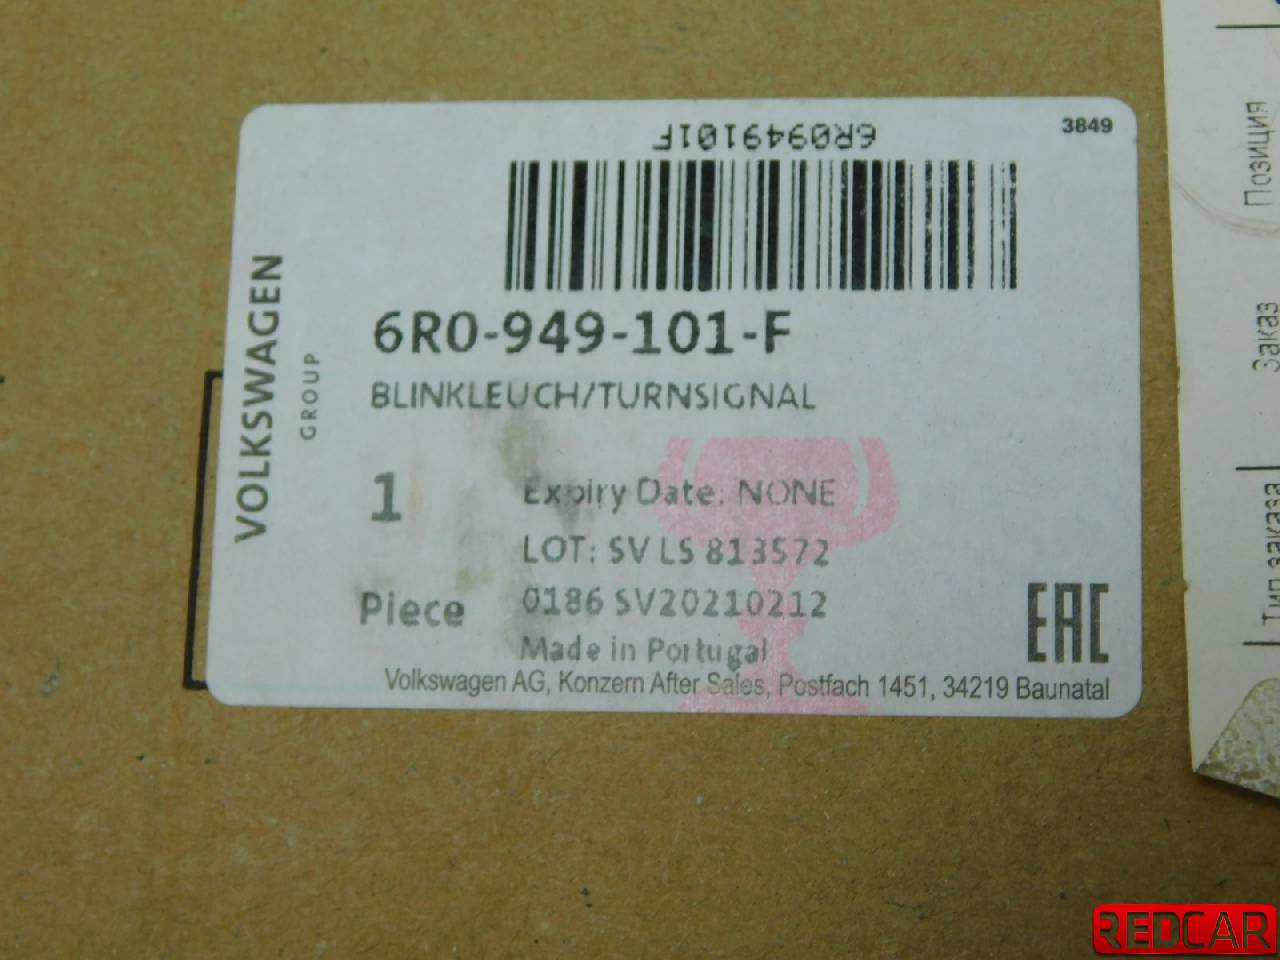 3849
6R0949101F
VOLKSWAGEN
GROUP
6R0-949-101-F
BLINKLEUCH/TURNSIGNAL
1
Piece
Expiry Date: NONE
LOT: SV LS 813572
0186 SV20210212
Made in Portugal
EAC
Volkswagen AG, Konzern After Sales, Postfach 1451, 34219 Baunatal
Позиция
Заказ
Тип заказа
REDCAR